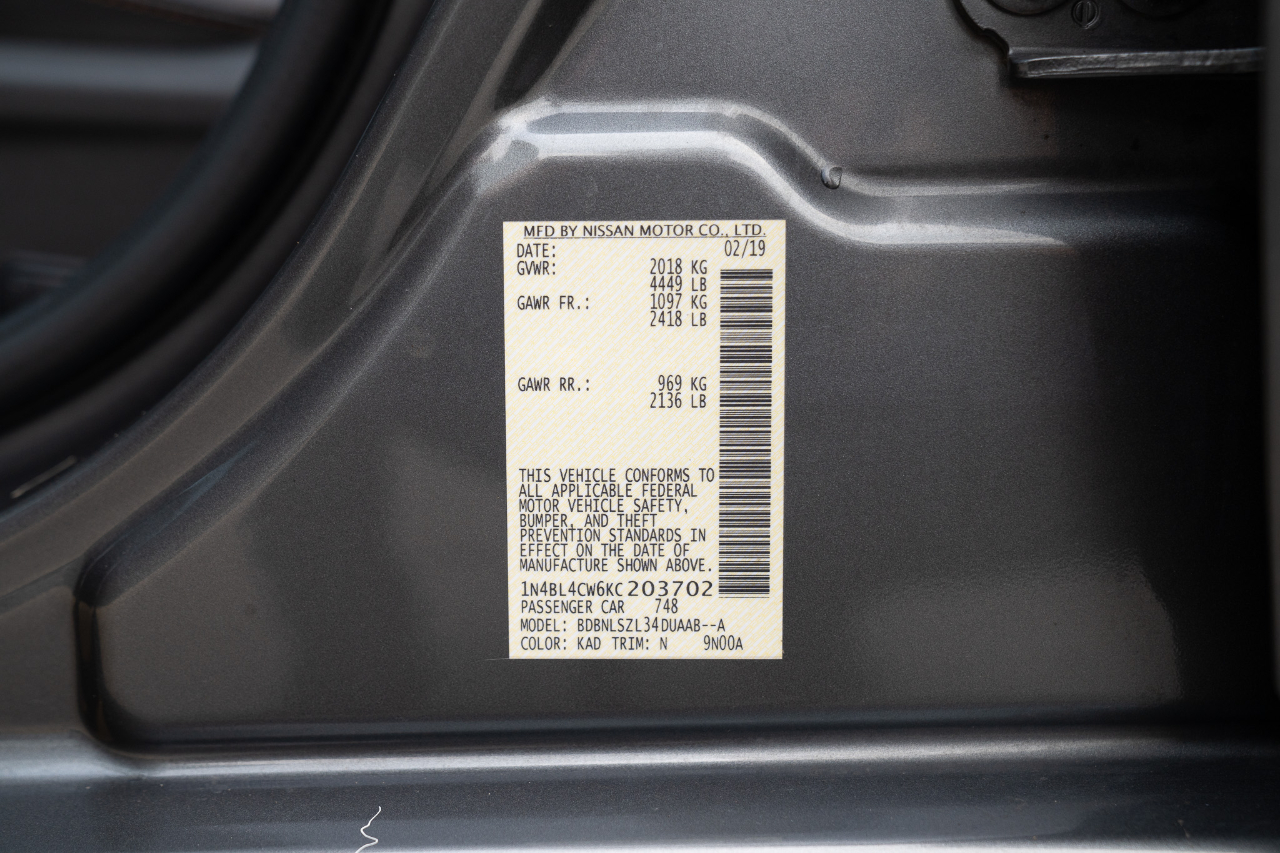 MFD BY NISSAN MOTOR CO., LTD.
DATE: 02/19
GVWR: 2018 KG
4449 LB
GAWR FR.: 1097 KG
2418 LB
GAWR RR.: 969 KG
2136 LB
THIS VEHICLE CONFORMS TO
ALL APPLICABLE FEDERAL
MOTOR VEHICLE SAFETY,
BUMPER, AND THEFT
PREVENTION STANDARDS IN
EFFECT ON THE DATE OF
MANUFACTURE SHOWN ABOVE.
1N4BL4CW6KC203702
PASSENGER CAR 748
MODEL: BDBNLSZL34DUAAB--A
COLOR: KAD TRIM: N 9N00A